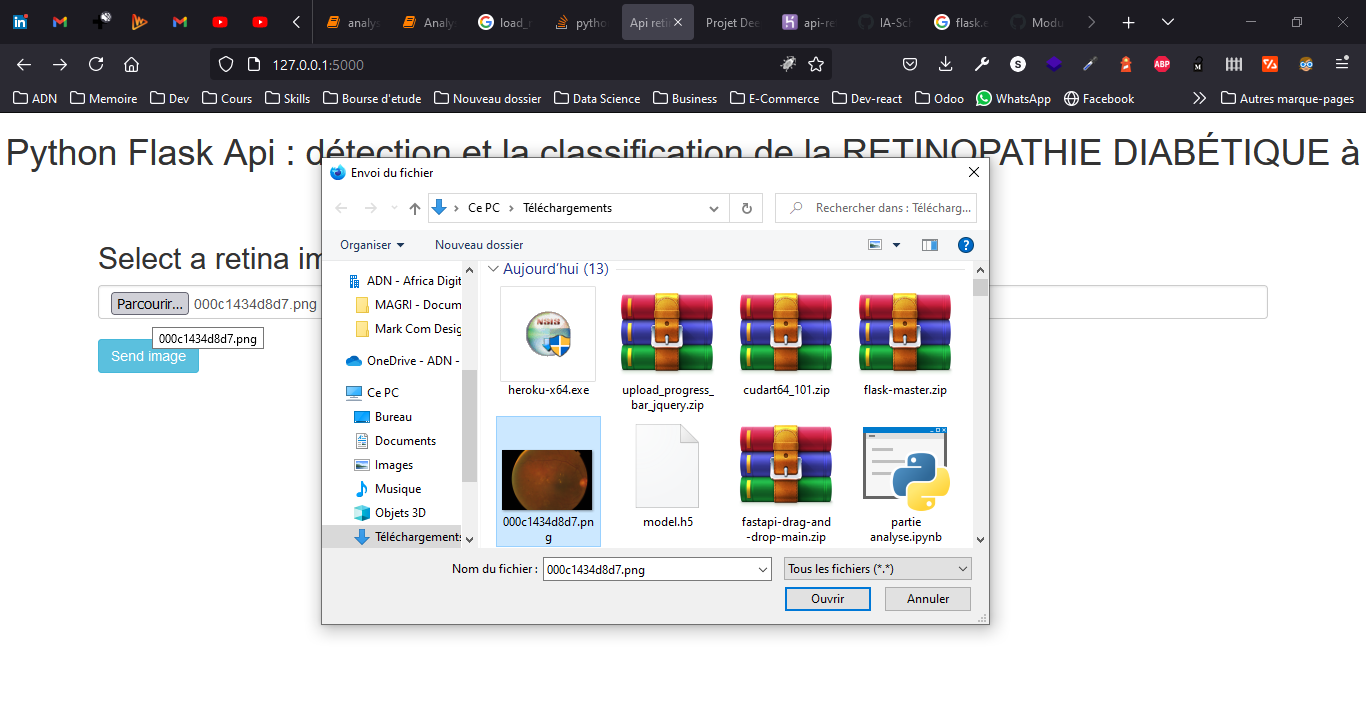 analys
Analy
load_
pytho
Api reti
Projet Dee
api-re
IA-Sch
flask.e
Modu
127.0.0.1:5000
ADN Memoire Dev Cours Skills Bourse d'etude Nouveau dossier Data Science Business E-Commerce Dev-react Odoo WhatsApp Facebook Autres marque-pages
Python Flask Api : détection et la classification de la RETINOPATHIE DIABÉTIQUE à
Select a retina im
Parcourir... 000c1434d8d7.png
000c1434d8d7.png
Send image
Envoi du fichier
Ce PC > Téléchargements
Rechercher dans : Télécharg...
Organiser Nouveau dossier
ADN - Africa Digit
MAGRI - Docum
Mark Com Desig
OneDrive - ADN -
Ce PC
Bureau
Documents
Images
Musique
Objets 3D
Téléchargements
Aujourd'hui (13)
NSIS
heroku-x64.exe
upload_progress_
bar_jquery.zip
cudart64_101.zip
flask-master.zip
000c1434d8d7.pn
g
model.h5
fastapi-drag-and
-drop-main.zip
partie
analyse.ipynb
Nom du fichier : 000c1434d8d7.png
Tous les fichiers (*.*)
Ouvrir Annuler